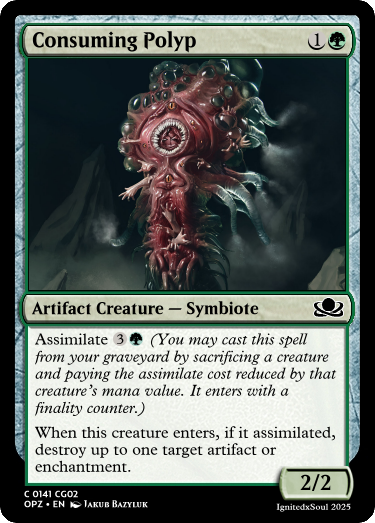 Consuming Polyp 1
Artifact Creature — Symbiote
Assimilate 3 (You may cast this spell
from your graveyard by sacrificing a creature
and paying the assimilate cost reduced by that
creature's mana value. It enters with a
finality counter.)
When this creature enters, if it assimilated,
destroy up to one target artifact or
enchantment.
2/2
C 0141 CG02
OPZ • EN Jakub Bazyluk
IgnitedxSoul 2025